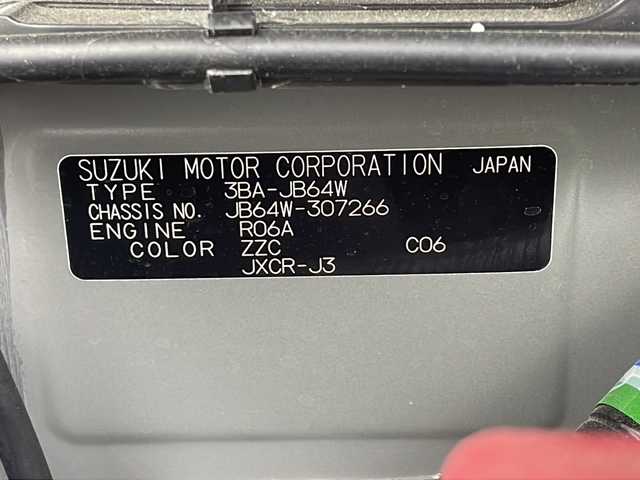 SUZUKI MOTOR CORPORATION JAPAN
TYPE 3BA-JB64W
CHASSIS NO. JB64W-307266
ENGINE R06A
COLOR ZZC C06
JXCR-J3